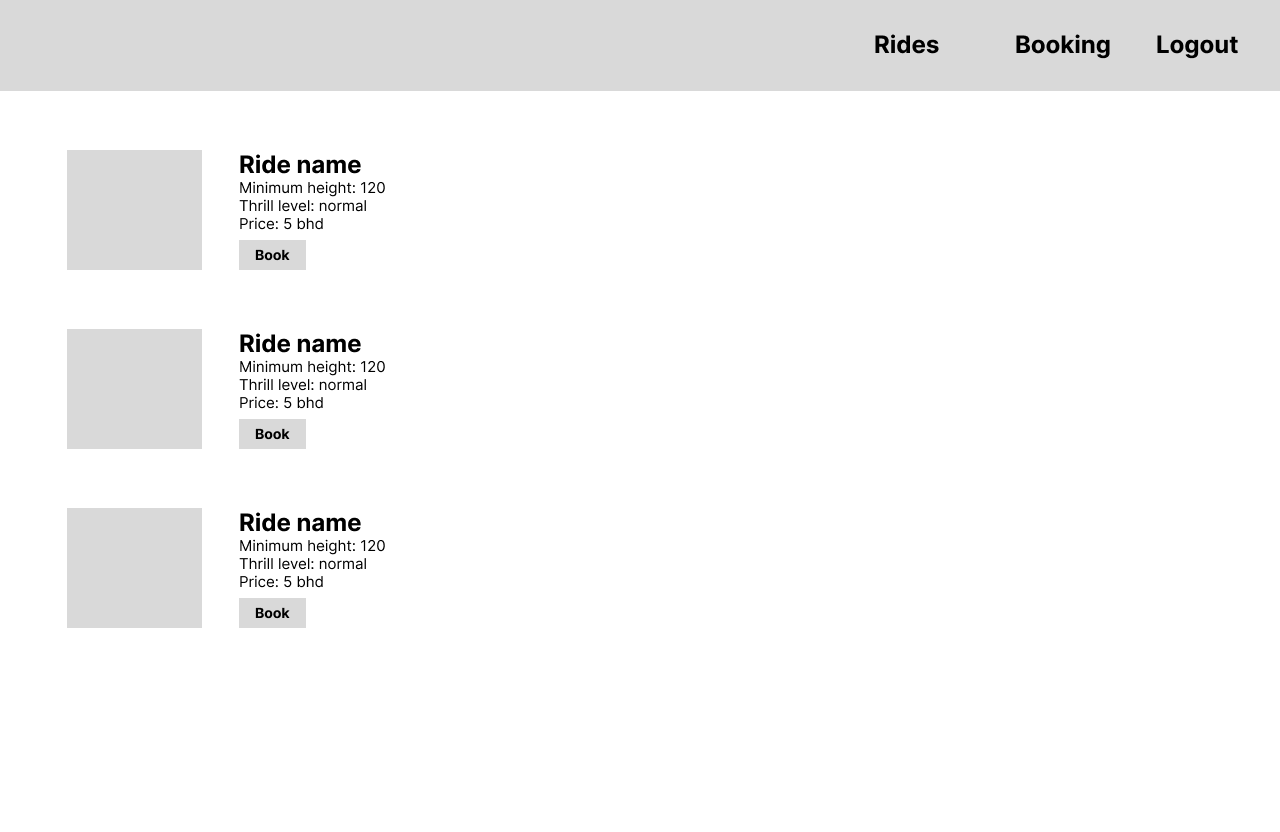 Rides Booking Logout
Ride name
Minimum height: 120
Thrill level: normal
Price: 5 bhd
Book
Ride name
Minimum height: 120
Thrill level: normal
Price: 5 bhd
Book
Ride name
Minimum height: 120
Thrill level: normal
Price: 5 bhd
Book